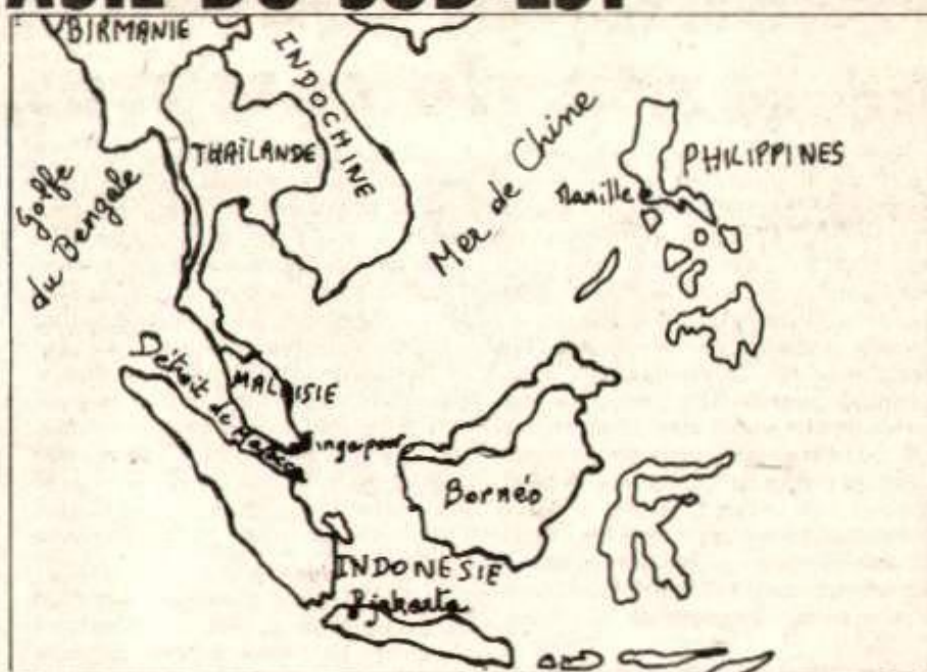 ASIE DU SUD EST
BIRMANIE
INDOCHINE
THAÏLANDE
Golfe
du Bengale
Mer de Chine
PHILIPPINES
Manille
Détroit de Malacca
MALAISIE
Singapour
Bornéo
INDONESIE
Djakarta